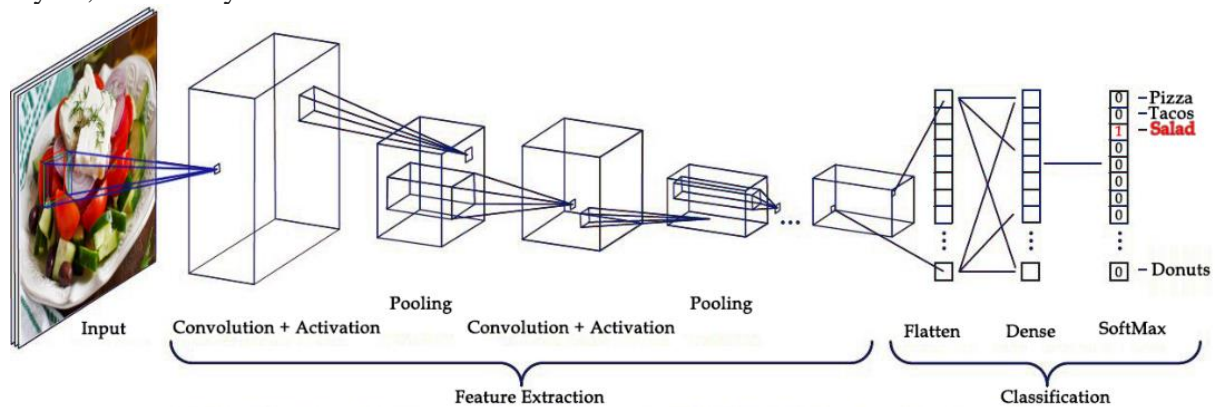 0 – Pizza
0 – Tacos
1 – Salad
0
0
0
0
0
0 – Donuts
Pooling
Pooling
Input
Convolution + Activation
Convolution + Activation
Flatten
Dense
SoftMax
Feature Extraction
Classification